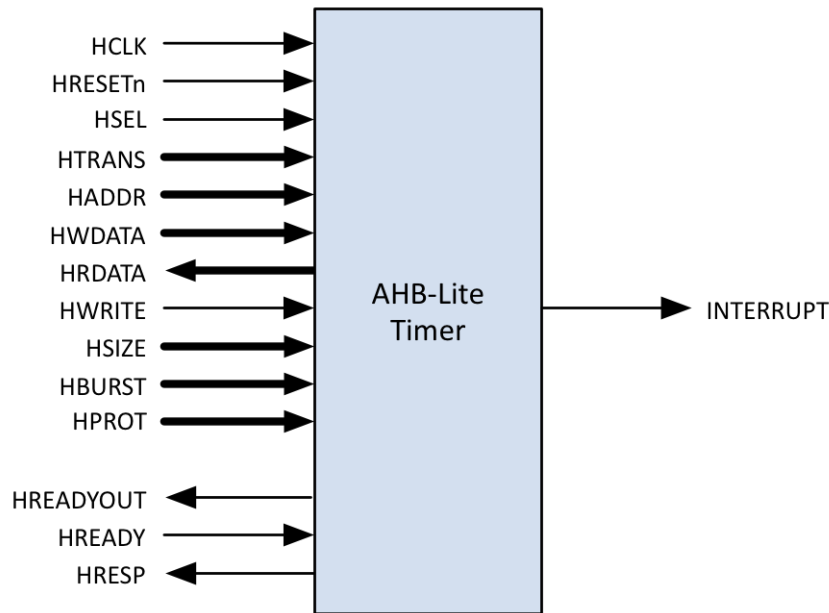 HCLK
HRESETn
HSEL
HTRANS
HADDR
HWDATA
HRDATA
HWRITE
HSIZE
HBURST
HPROT
HREADYOUT
HREADY
HRESP
AHB-Lite
Timer
INTERRUPT